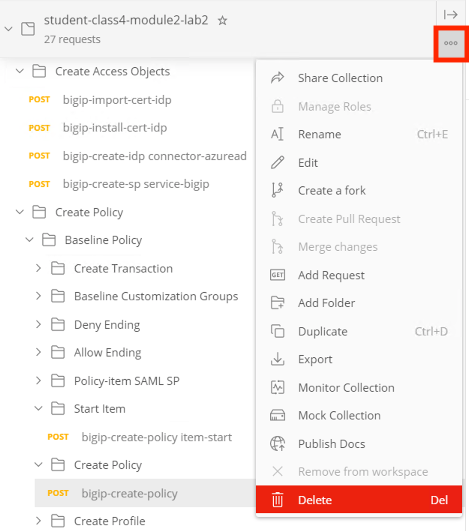 student-class4-module2-lab2
27 requests
Create Access Objects
POST bigip-import-cert-idp
POST bigip-install-cert-idp
POST bigip-create-idp connector-azuread
POST bigip-create-sp service-bigip
Create Policy
Baseline Policy
Create Transaction
Baseline Customization Groups
Deny Ending
Allow Ending
Policy-item SAML SP
Start Item
POST bigip-create-policy item-start
Create Policy
POST bigip-create-policy
Create Profile
Share Collection
Manage Roles
Rename Ctrl+E
Edit
Create a fork
Create Pull Request
Merge changes
GET Add Request
Add Folder
Duplicate Ctrl+D
Export
Monitor Collection
Mock Collection
Publish Docs
Remove from workspace
Delete Del